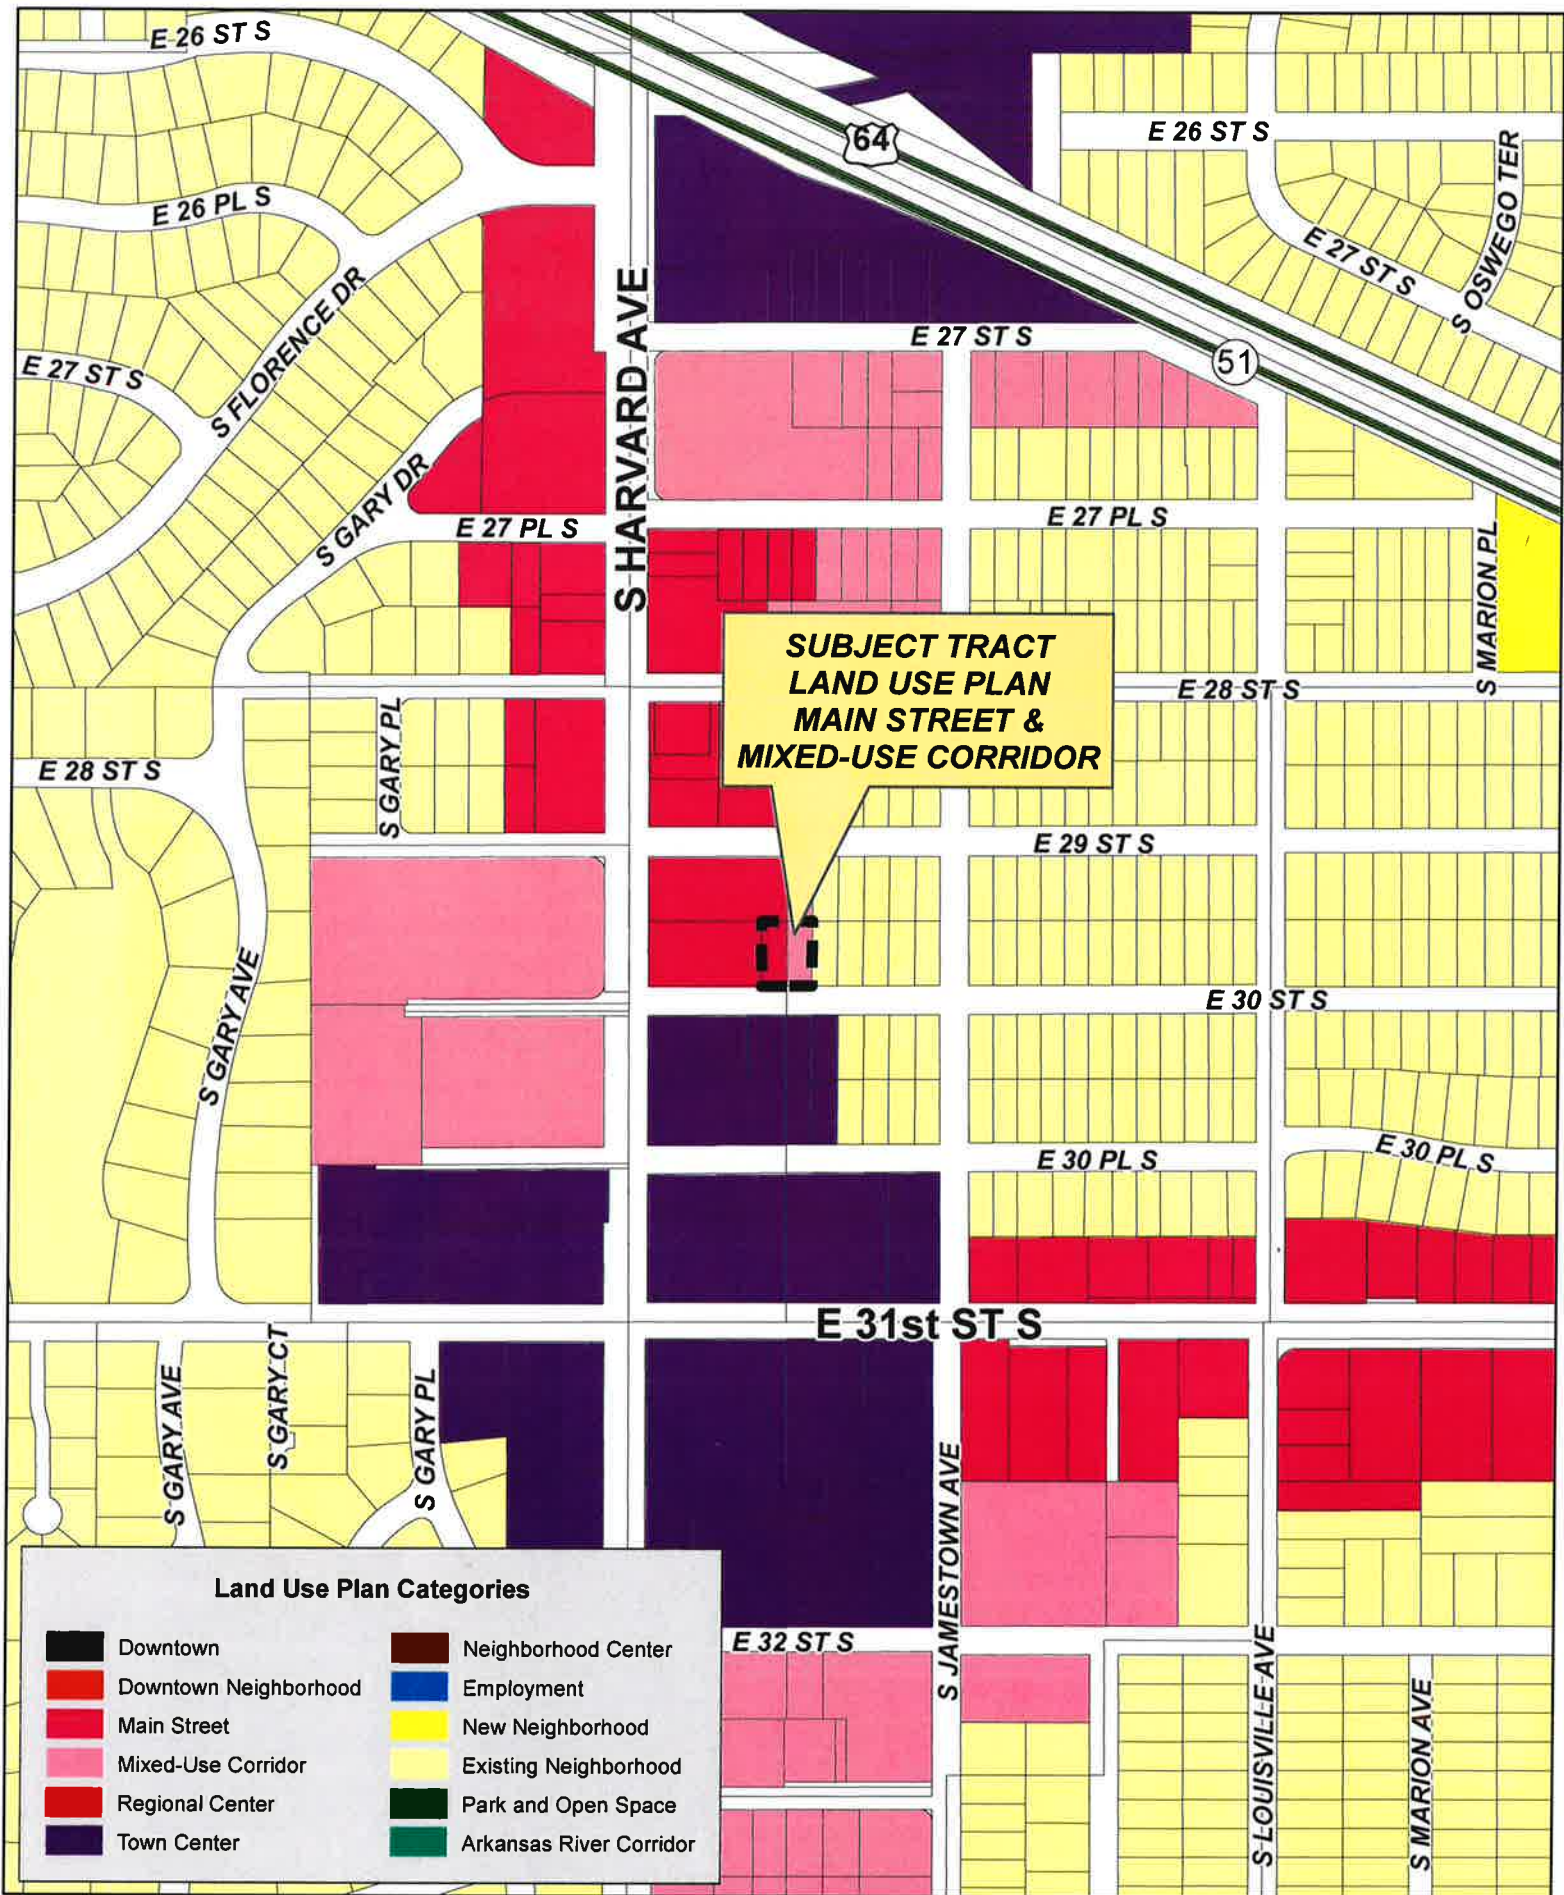 E 26 ST S
64
E 26 ST S
S OSWEGO TER
E 26 PL S
E 27 ST S
S HARVARD AVE
S FLORENCE DR
E 27 ST S
51
E 27 ST S
S GARY DR
E 27 PL S
E 27 PL S
S MARION PL
SUBJECT TRACT
LAND USE PLAN
MAIN STREET &
MIXED-USE CORRIDOR
E 28 ST S
S GARY PL
E 28 ST S
E 29 ST S
S GARY AVE
E 30 ST S
E 30 PL S
E 30 PL S
E 31st ST S
S GARY AVE
S GARY CT
S GARY PL
S JAMESTOWN AVE
E 32 ST S
S LOUISVILLE AVE
S MARION AVE
Land Use Plan Categories
Downtown
Downtown Neighborhood
Main Street
Mixed-Use Corridor
Regional Center
Town Center
Neighborhood Center
Employment
New Neighborhood
Existing Neighborhood
Park and Open Space
Arkansas River Corridor